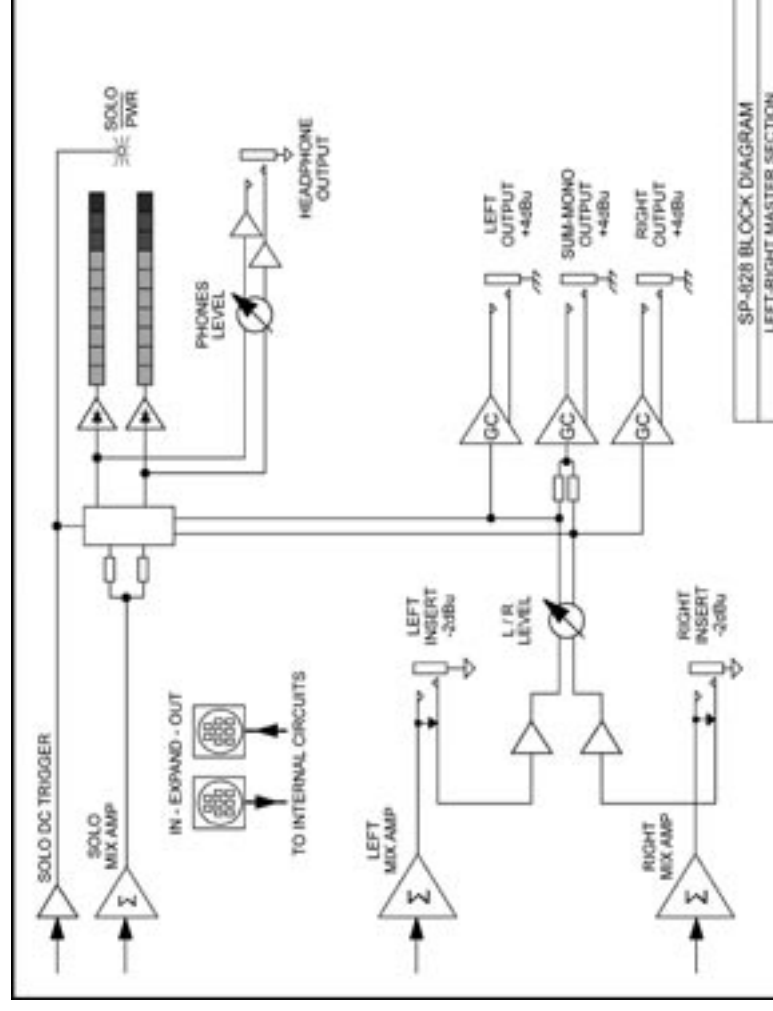 SOLO DC TRIGGER
SOLO
MIX AMP
SOLO
PWR
PHONES
LEVEL
HEADPHONE
OUTPUT
IN - EXPAND - OUT
TO INTERNAL CIRCUITS
LEFT
MIX AMP
Σ
Σ
Σ
LEFT
INSERT
-2dBu
L / R
LEVEL
GC
GC
GC
LEFT
OUTPUT
+4dBu
SUM-MONO
OUTPUT
+4dBu
RIGHT
OUTPUT
+4dBu
RIGHT
MIX AMP
RIGHT
INSERT
-2dBu
SP-828 BLOCK DIAGRAM
LEFT-RIGHT MASTER SECTION